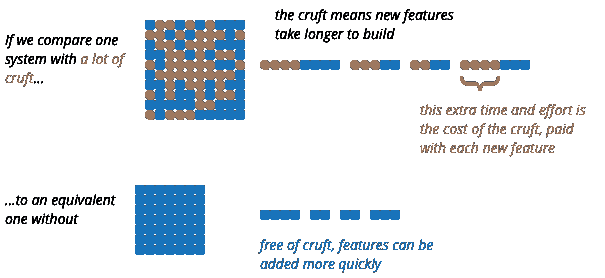 If we compare one
system with a lot of
cruft...
the cruft means new features
take longer to build
this extra time and effort is
the cost of the cruft, paid
with each new feature
...to an equivalent
one without
free of cruft, features can be
added more quickly